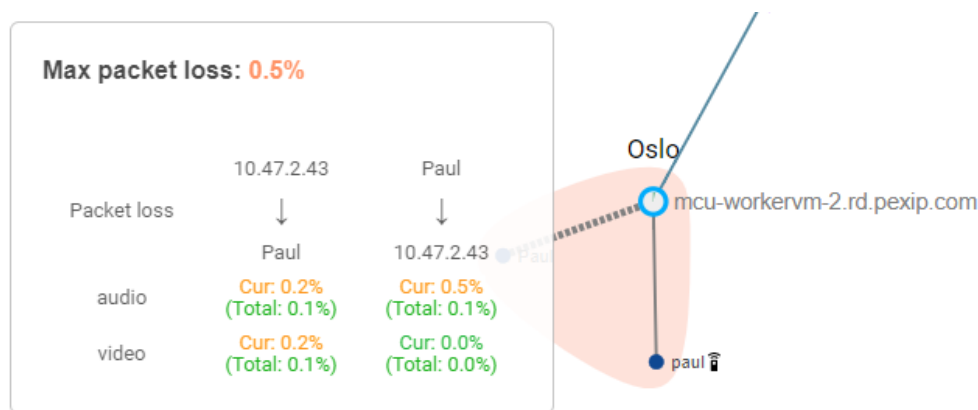 Max packet loss: 0.5%
10.47.2.43 Paul
Packet loss ↓ ↓
Paul 10.47.2.43
audio Cur: 0.2% Cur: 0.5%
(Total: 0.1%) (Total: 0.1%)
video Cur: 0.2% Cur: 0.0%
(Total: 0.1%) (Total: 0.0%)
Oslo
mcu-workervm-2.rd.pexip.com
Paul
paul